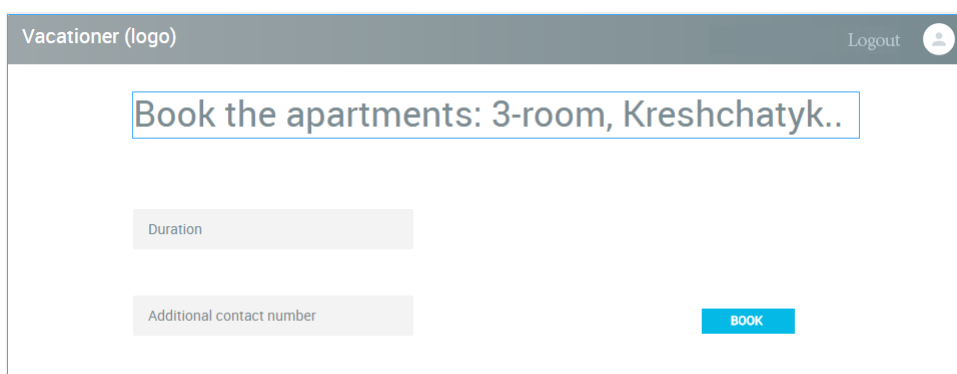 Vacationer (logo)
Logout
Book the apartments: 3-room, Kreshchatyk..
Duration
Additional contact number
BOOK